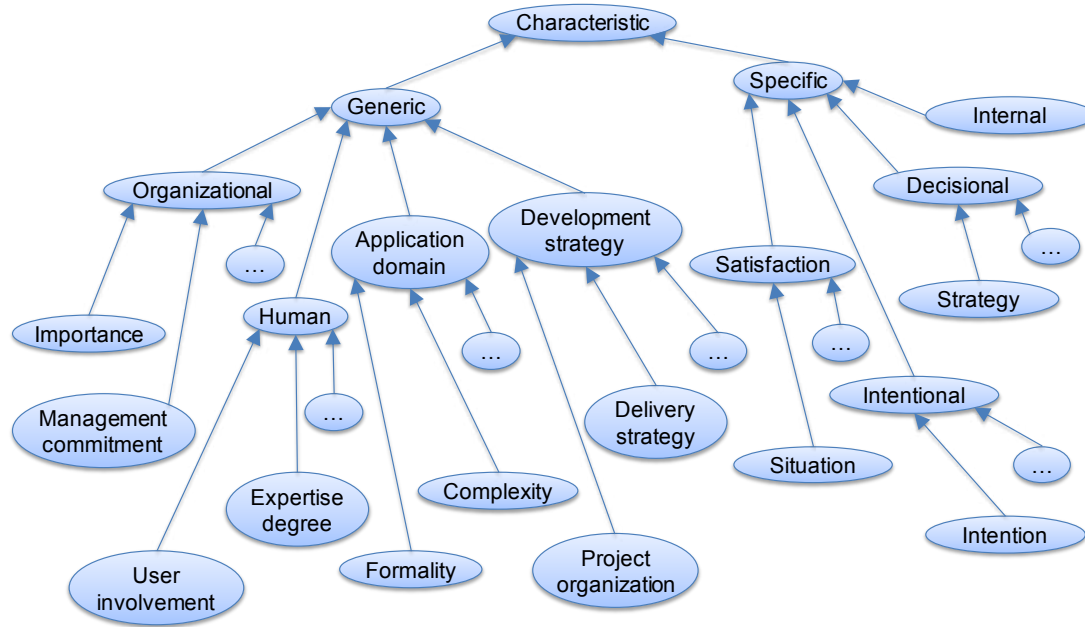 Characteristic
Specific
Generic
Internal
Organizational
Decisional
Development
strategy
Application
domain
…
…
Satisfaction
Strategy
Human
Importance
…
…
…
Intentional
…
Management
commitment
Delivery
strategy
Situation
…
Complexity
Expertise
degree
Intention
Project
organization
Formality
User
involvement